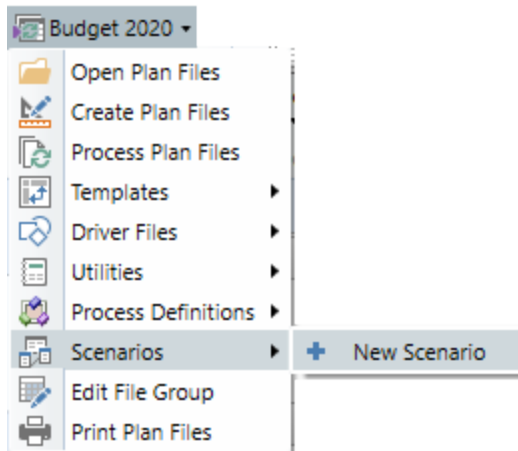 Budget 2020
Open Plan Files
Create Plan Files
Process Plan Files
Templates
Driver Files
Utilities
Process Definitions
Scenarios
New Scenario
Edit File Group
Print Plan Files